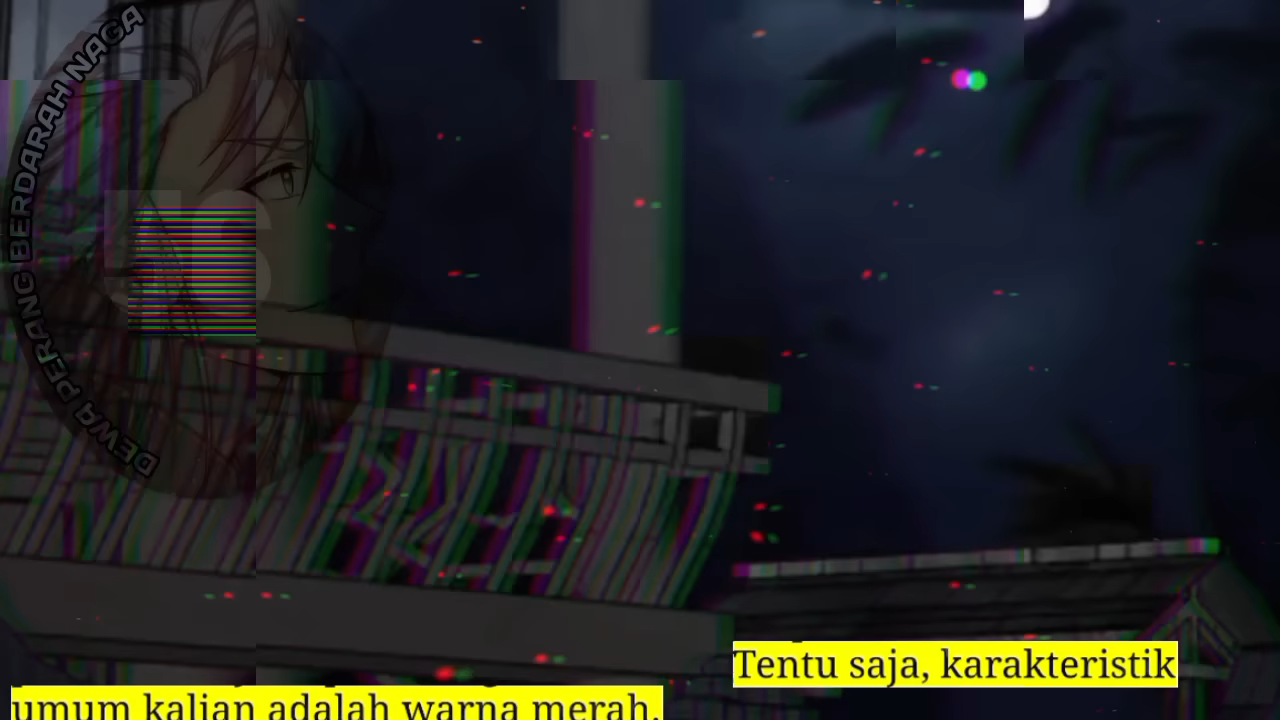 DEWA PERANG BERDARAH NAGA
Tentu saja, karakteristik
umum kalian adalah warna merah.